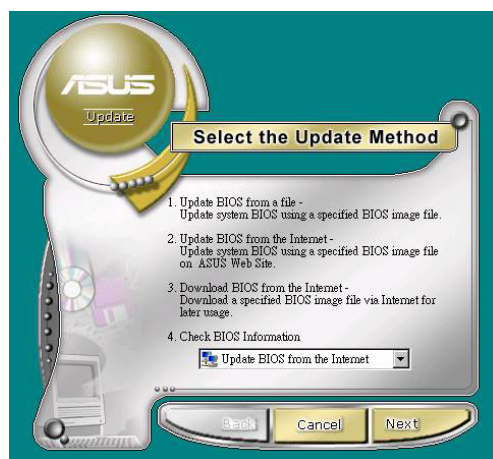 ASUS
Update
Select the Update Method
1. Update BIOS from a file -
Update system BIOS using a specified BIOS image file.
2. Update BIOS from the Internet -
Update system BIOS using a specified BIOS image file
on ASUS Web Site.
3. Download BIOS from the Internet -
Download a specified BIOS image file via Internet for
later usage.
4. Check BIOS Information
Update BIOS from the Internet
Back
Cancel
Next